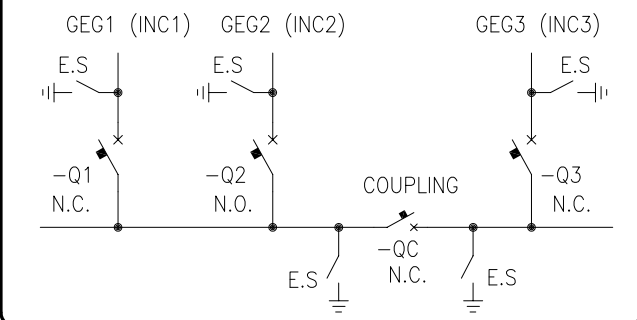 GEG1 (INC1)
GEG2 (INC2)
GEG3 (INC3)
E.S
E.S
E.S
-Q1
N.C.
-Q2
N.O.
COUPLING
-QC
N.C.
-Q3
N.C.
E.S
E.S